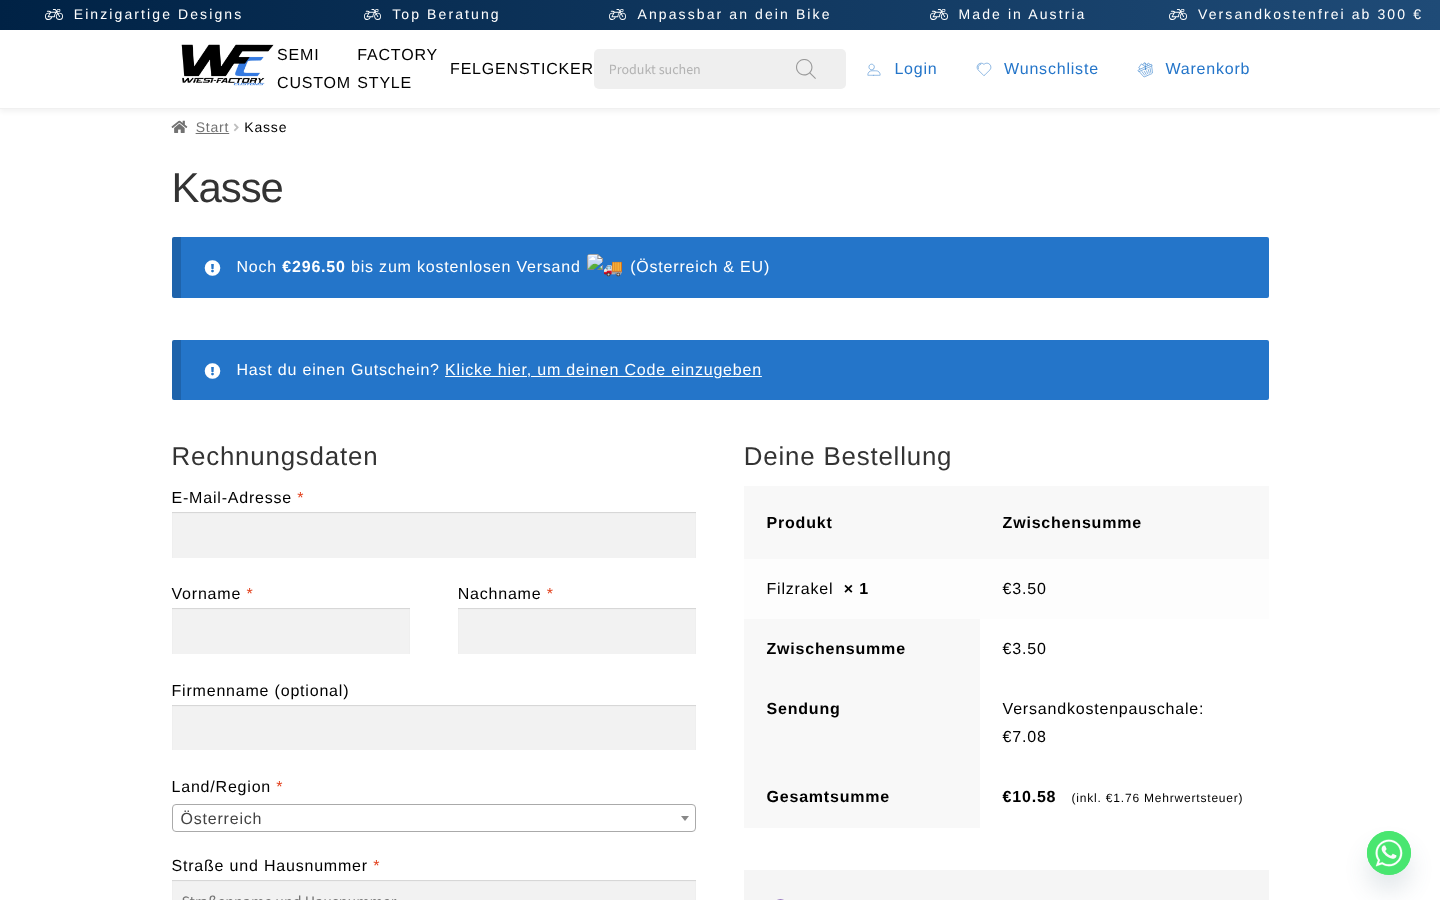 Einzigartige Designs
Top Beratung
Anpassbar an dein Bike
Made in Austria
Versandkostenfrei ab 300 €
WIESI-FACTORY
SEMI CUSTOM
FACTORY STYLE
FELGENSTICKER
Produkt suchen
Login
Wunschliste
Warenkorb
Start
Kasse
Kasse
Noch €296.50 bis zum kostenlosen Versand 🚚 (Österreich & EU)
Hast du einen Gutschein? Klicke hier, um deinen Code einzugeben
Rechnungsdaten
E-Mail-Adresse *
Vorname *
Nachname *
Firmenname (optional)
Land/Region *
Österreich
Straße und Hausnummer *
Straßenname und Hausnummer
Deine Bestellung
Produkt Zwischensumme
Filzrakel × 1 €3.50
Zwischensumme €3.50
Sendung Versandkostenpauschale:
€7.08
Gesamtsumme €10.58 (inkl. €1.76 Mehrwertsteuer)